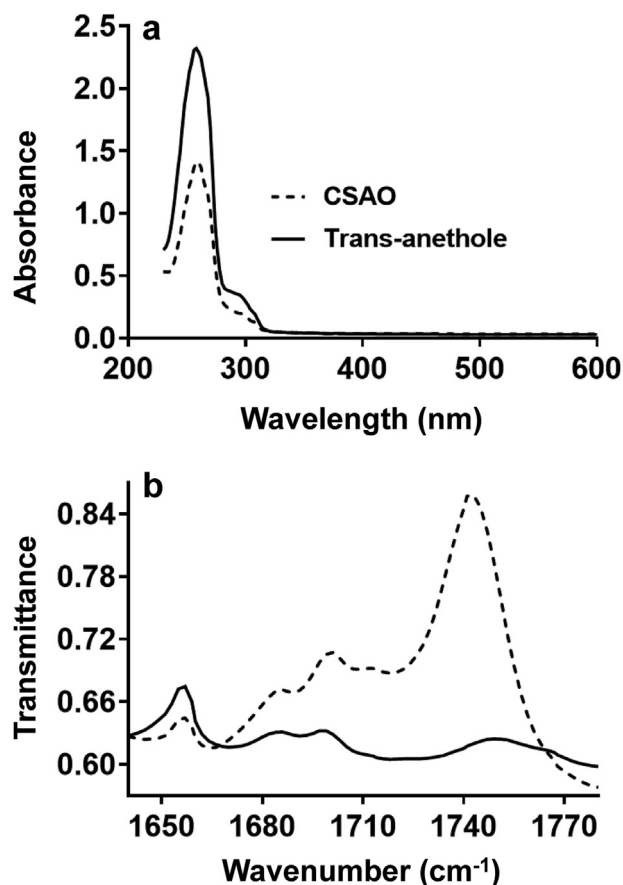 a
2.5
2.0
1.5
1.0
0.5
0.0
Absorbance
CSAO
Trans-anethole
200 300 400 500 600
Wavelength (nm)
b
0.84
0.78
0.72
0.66
0.60
Transmittance
1650 1680 1710 1740 1770
Wavenumber (cm-1)